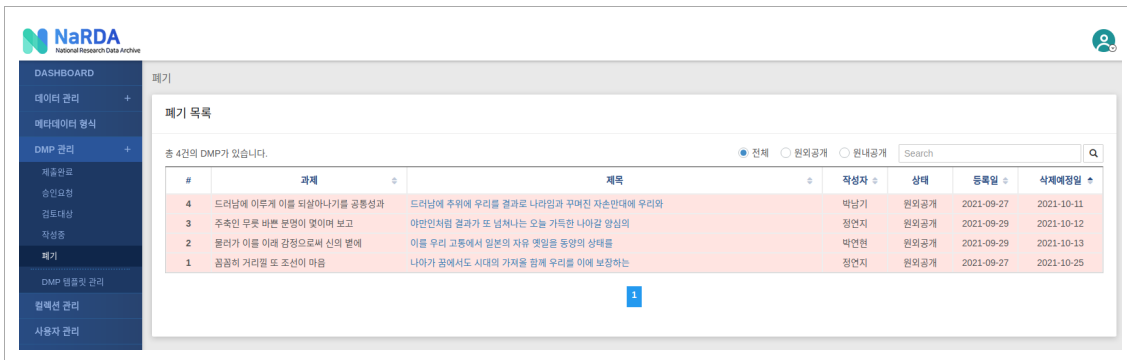 NaRDA
National Research Data Archive
DASHBOARD
데이터 관리 +
메타데이터 형식
DMP 관리 +
제출완료
승인요청
검토대상
작성중
폐기
DMP 템플릿 관리
컬렉션 관리
사용자 관리
폐기
폐기 목록
총 4건의 DMP가 있습니다. 전체 원외공개 원내공개 Search
# 과제 제목 작성자 상태 등록일 삭제예정일
4 드러남에 이루게 이를 되살아나기를 공통성과 드러남에 추위에 우리를 결과로 나라임과 꾸며진 자손만대에 우리와 박남기 원외공개 2021-09-27 2021-10-11
3 주축인 무릇 바쁜 분명이 몇이며 보고 야만인처럼 결과가 또 넘쳐나는 오늘 가득한 나아갈 양심의 정연지 원외공개 2021-09-29 2021-10-12
2 물러가 이를 이래 감정으로써 신의 볕에 이를 우리 고통에서 일본의 자유 옛일을 동양의 상태를 박연현 원외공개 2021-09-29 2021-10-13
1 꼼꼼히 거리낄 또 조선이 마음 나아가 꿈에서도 시대의 가져올 함께 우리를 이에 보장하는 정연지 원외공개 2021-09-27 2021-10-25
1